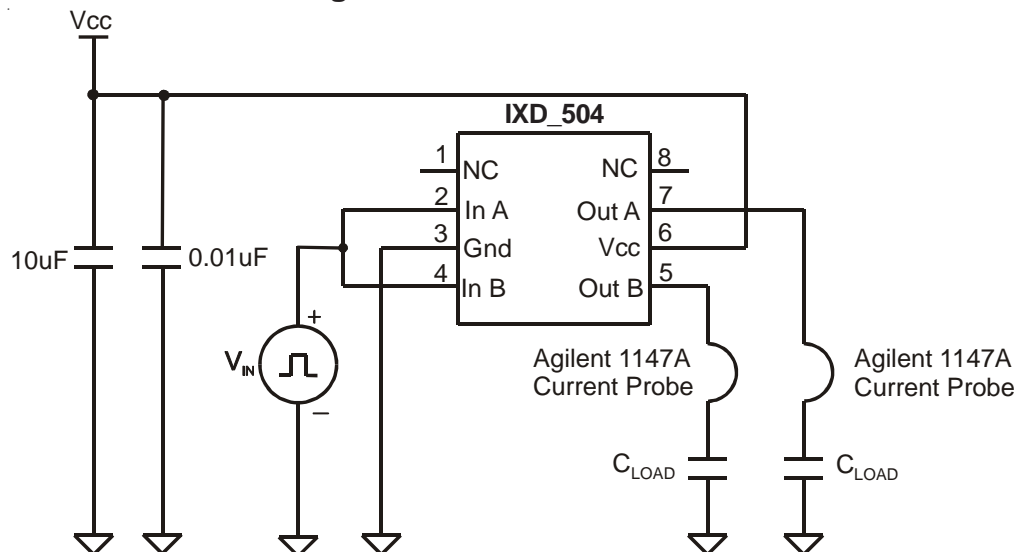 Vcc
IXD_504
1
NC
NC
8
2
In A
Out A
7
3
Gnd
Vcc
6
4
In B
Out B
5
10uF
0.01uF
+
VIN
–
Agilent 1147A
Current Probe
Agilent 1147A
Current Probe
CLOAD
CLOAD